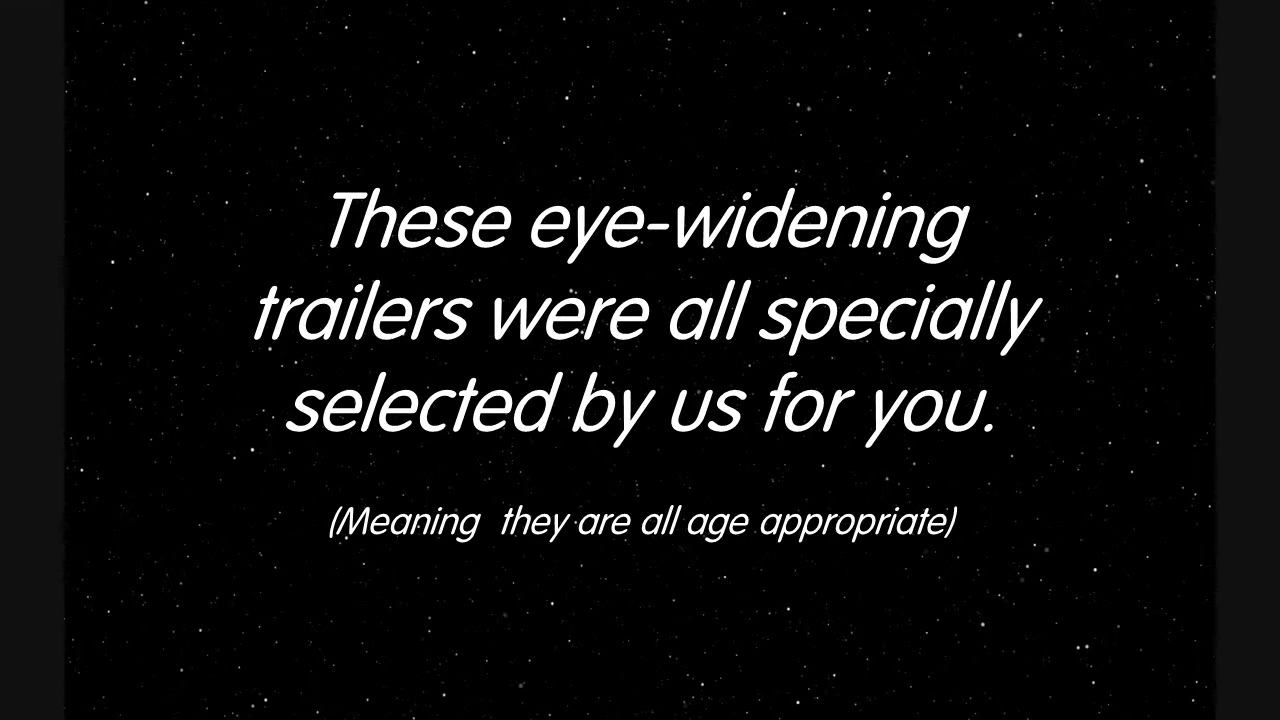 These eye-widening
trailers were all specially
selected by us for you.
(Meaning  they are all age appropriate)